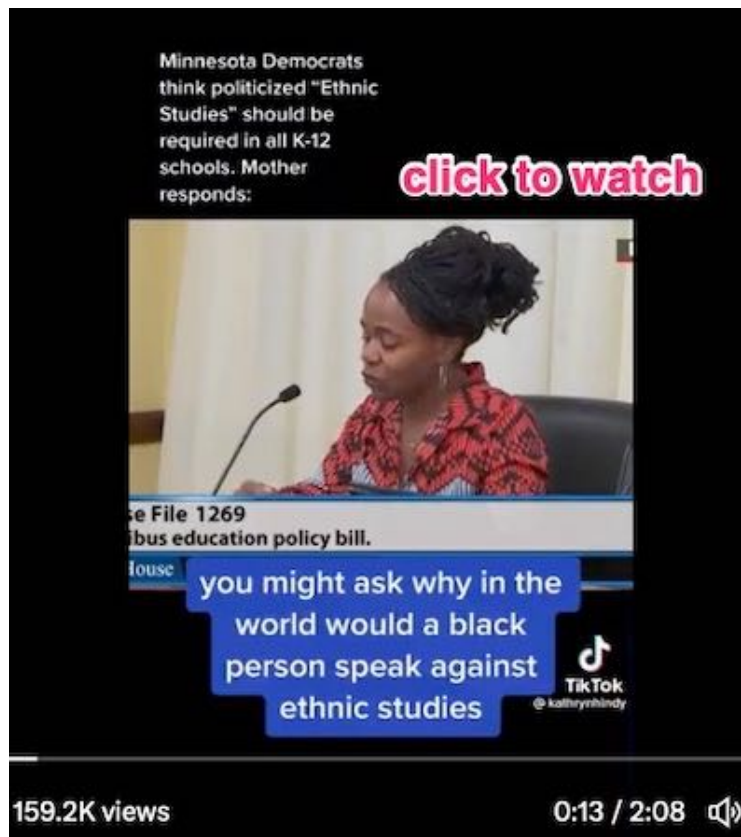 Minnesota Democrats
think politicized “Ethnic
Studies” should be
required in all K-12
schools. Mother
responds:
click to watch
se File 1269
ibus education policy bill.
House
you might ask why in the
world would a black
person speak against
ethnic studies
TikTok
@kathrynhindy
159.2K views
0:13 / 2:08